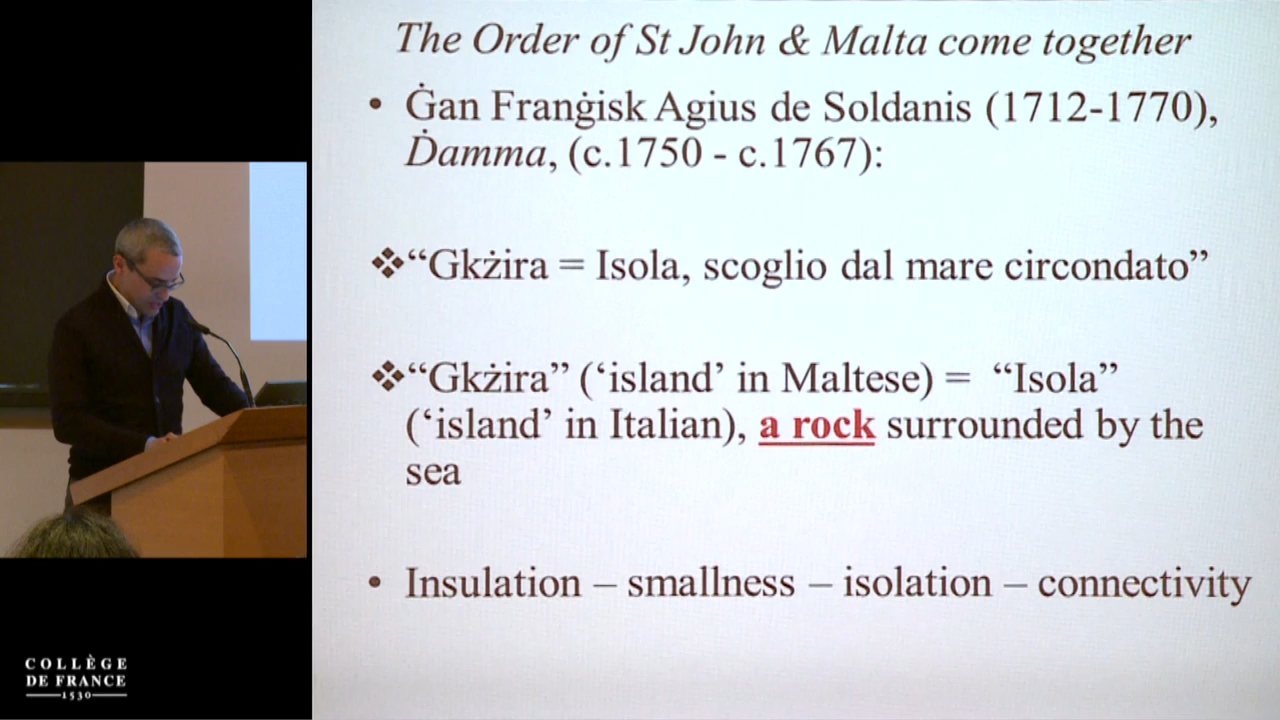 The Order of St John & Malta come together
• Ġan Franġisk Agius de Soldanis (1712-1770),
Ḋamma, (c.1750 - c.1767):
❖“Gkżira = Isola, scoglio dal mare circondato”
❖“Gkżira” (‘island’ in Maltese) = “Isola”
(‘island’ in Italian), a rock surrounded by the
sea
• Insulation – smallness – isolation – connectivity
COLLÈGE
DE FRANCE
1530